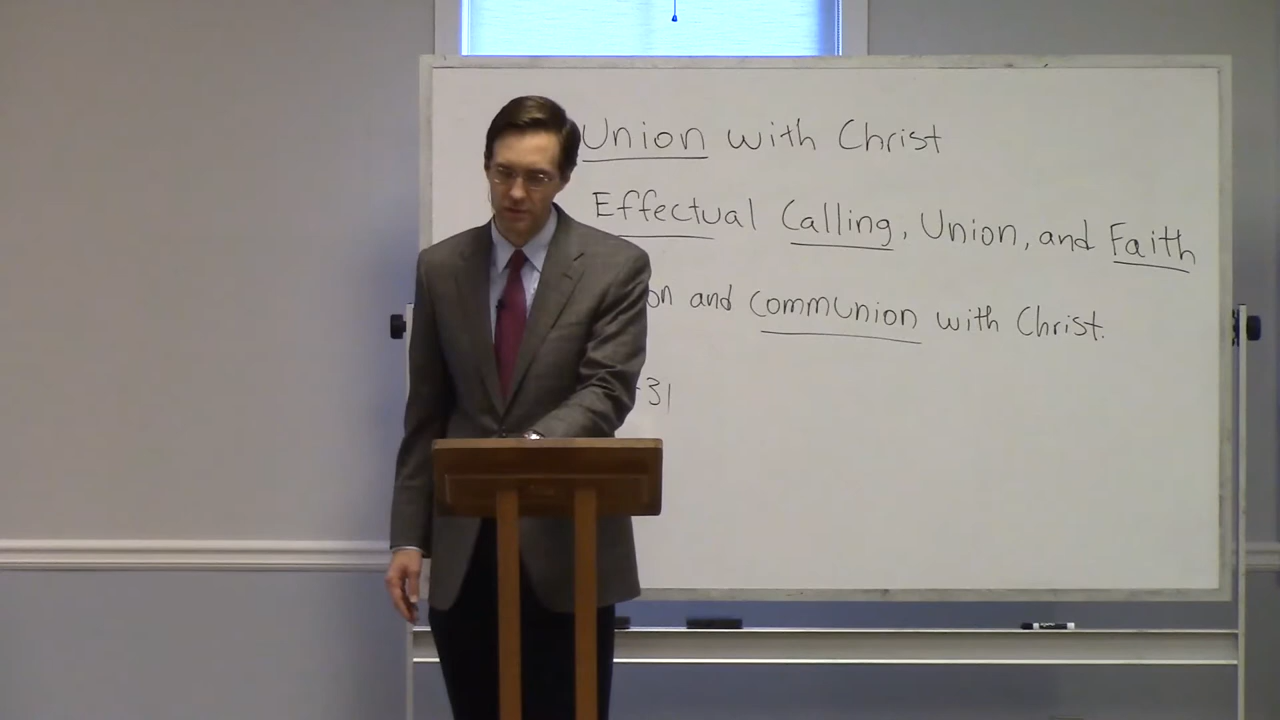 Union with Christ
Effectual Calling, Union, and Faith
on and Communion with Christ.
-31